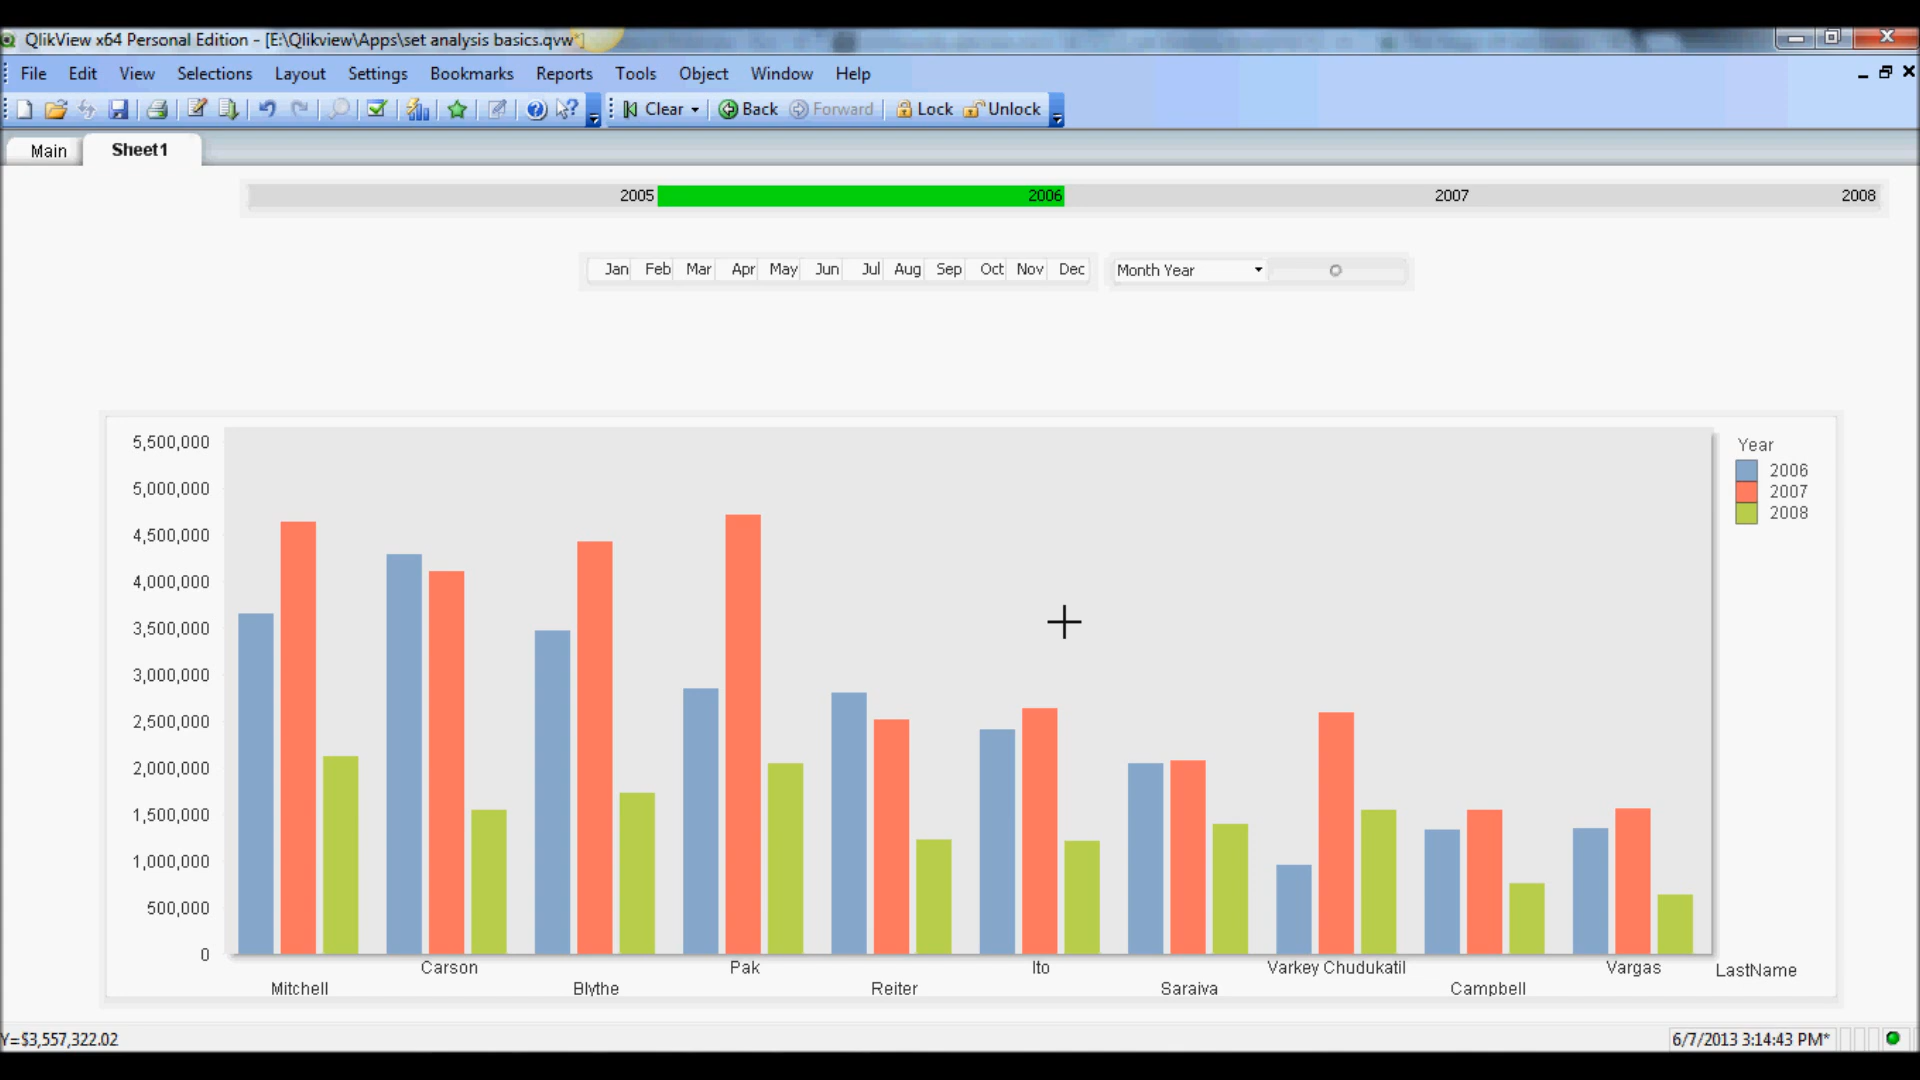 QlikView x64 Personal Edition - [E:\Qlikview\Apps\set analysis basics.qvw*]
File Edit View Selections Layout Settings Bookmarks Reports Tools Object Window Help
Clear Back Forward Lock Unlock
Main Sheet1
2005 2006 2007 2008
Jan Feb Mar Apr May Jun Jul Aug Sep Oct Nov Dec Month Year
5,500,000
5,000,000
4,500,000
4,000,000
3,500,000
3,000,000
2,500,000
2,000,000
1,500,000
1,000,000
500,000
0
Year
2006
2007
2008
Carson Pak Ito Varkey Chudukatil Vargas LastName
Mitchell Blythe Reiter Saraiva Campbell
Y=$3,557,322.02 6/7/2013 3:14:43 PM*